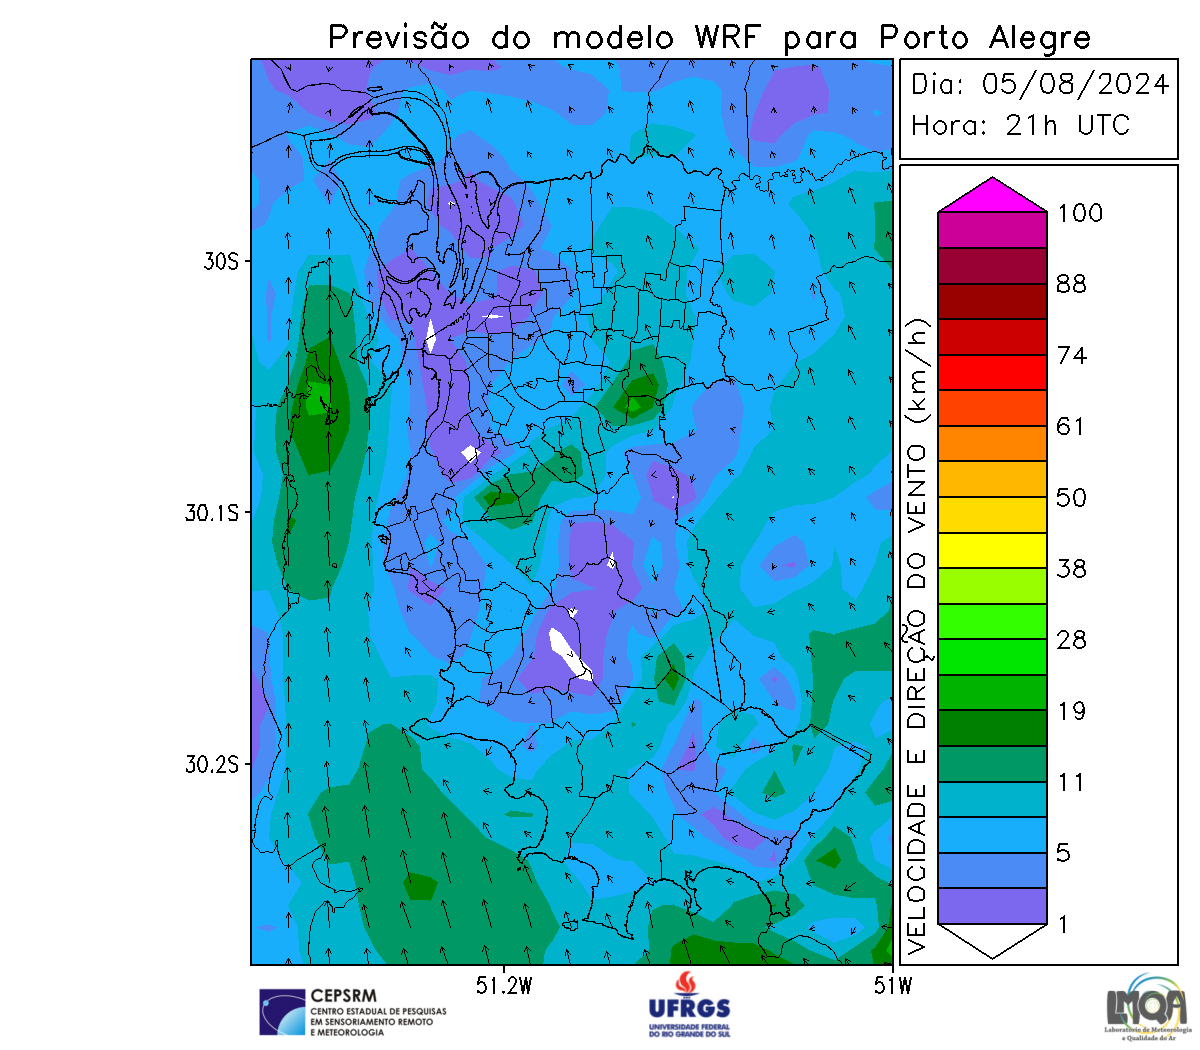 Previsão do modelo WRF para Porto Alegre
Dia: 05/08/2024
Hora: 21h UTC
30S
30.1S
30.2S
51.2W
51W
VELOCIDADE E DIREÇÃO DO VENTO (km/h)
100
88
74
61
50
38
28
19
11
5
1
CEPSRM
CENTRO ESTADUAL DE PESQUISAS
EM SENSORIAMENTO REMOTO
E METEOROLOGIA
UFRGS
UNIVERSIDADE FEDERAL
DO RIO GRANDE DO SUL
LMQA
Laboratório de Meteorologia
e Qualidade do Ar